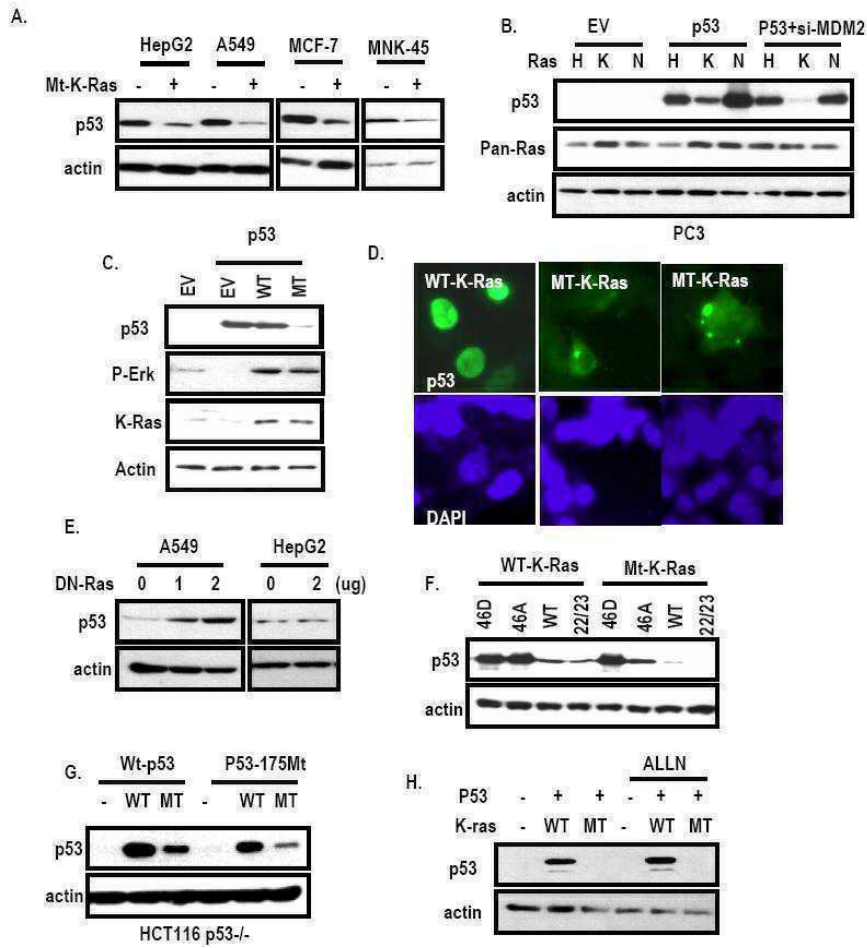 A.
HepG2 A549 MCF-7 MNK-45
Mt-K-Ras - + - + - + - +
p53
actin
B.
EV p53 P53+si-MDM2
Ras H K N H K N H K N
p53
Pan-Ras
actin
PC3
C.
p53
EV EV WT MT
p53
P-Erk
K-Ras
Actin
D.
WT-K-Ras MT-K-Ras MT-K-Ras
p53
DAPI
E.
A549 HepG2
DN-Ras 0 1 2 0 2 (ug)
p53
actin
F.
WT-K-Ras Mt-K-Ras
46D 46A WT 22/23 46D 46A WT 22/23
p53
actin
G.
Wt-p53 P53-175Mt
- WT MT - WT MT
p53
actin
HCT116 p53-/-
H.
ALLN
P53 - + + - + +
K-ras - WT MT - WT MT
p53
actin